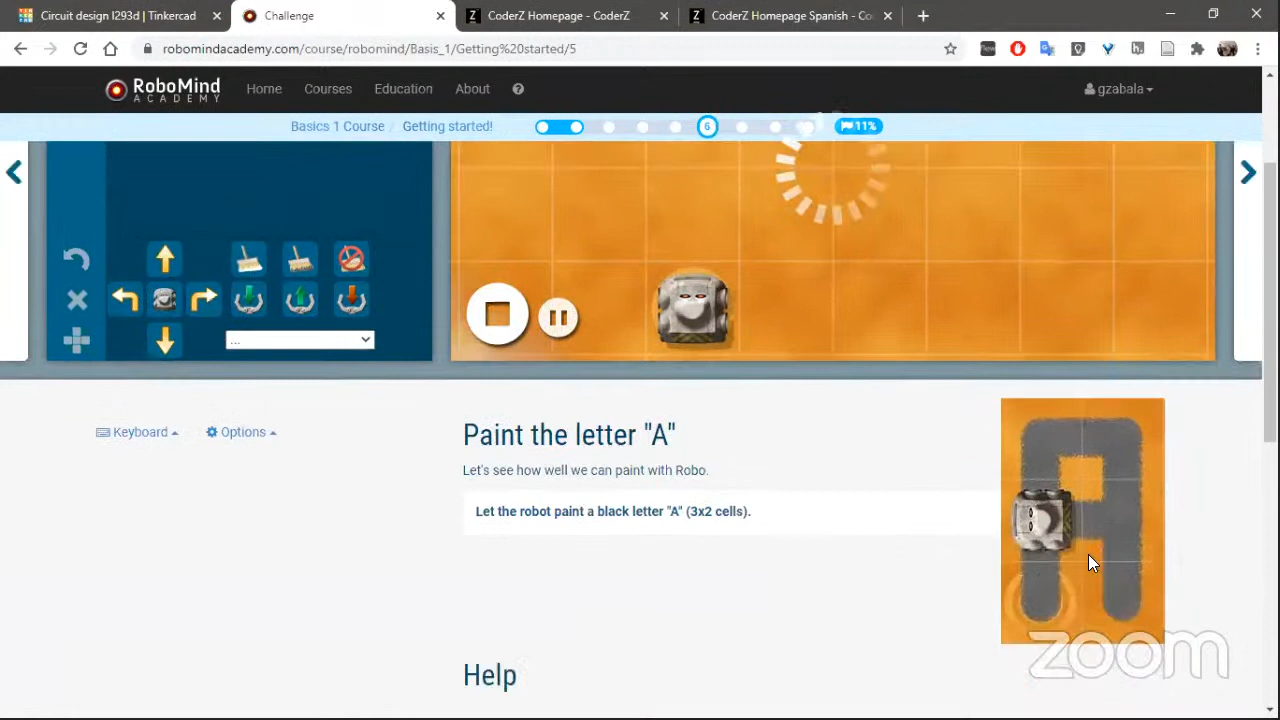 Circuit design l293d | Tinkercad
Challenge
CoderZ Homepage - CoderZ
CoderZ Homepage Spanish - Co
robomindacademy.com/course/robomind/Basis_1/Getting%20started/5
RoboMind
ACADEMY
Home
Courses
Education
About
gzabala
Basics 1 Course / Getting started!
6
11%
...
Keyboard
Options
Paint the letter "A"
Let's see how well we can paint with Robo.
Let the robot paint a black letter "A" (3x2 cells).
Help
zoom